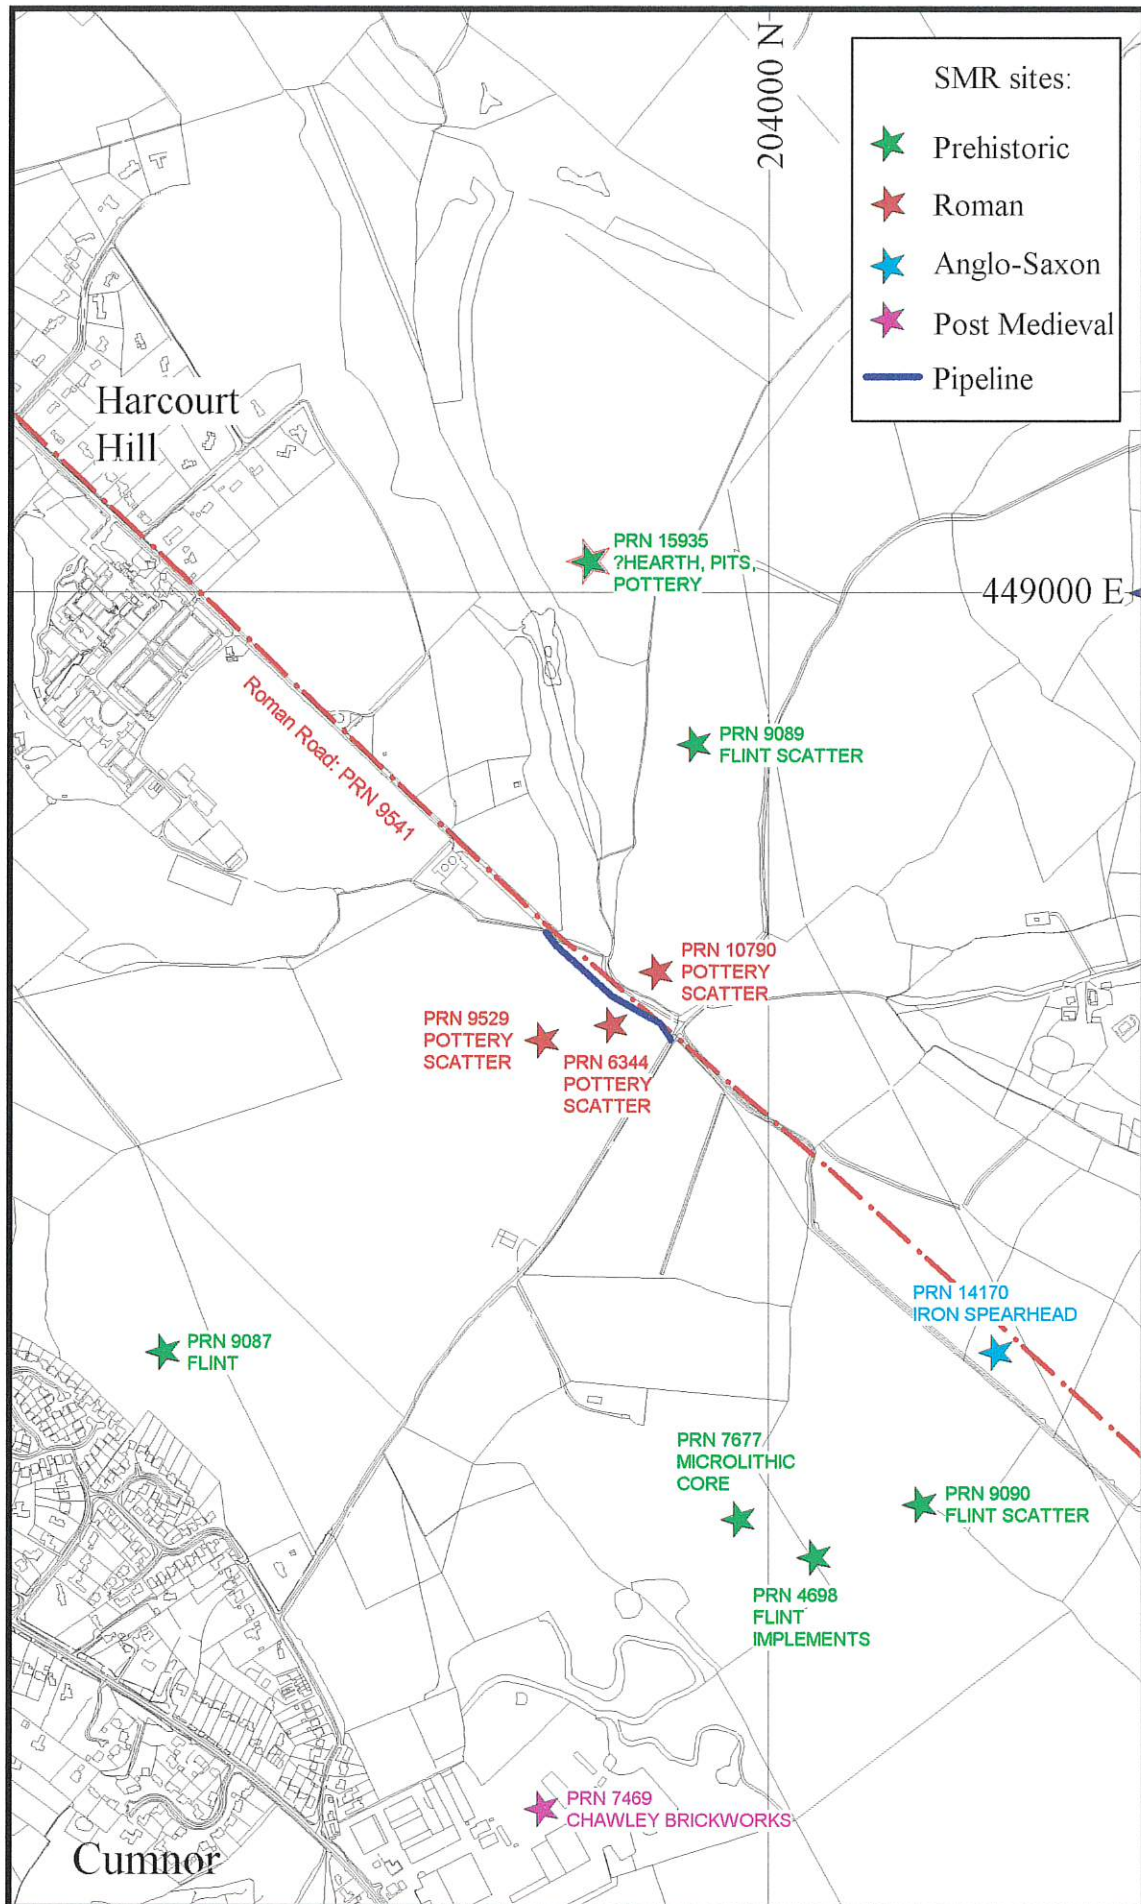 204000 N
SMR sites:
Prehistoric
Roman
Anglo-Saxon
Post Medieval
Pipeline
Harcourt
Hill
PRN 15935
?HEARTH, PITS,
POTTERY
449000 E
Roman Road: PRN 9541
PRN 9089
FLINT SCATTER
PRN 10790
POTTERY
SCATTER
PRN 9529
POTTERY
SCATTER
PRN 6344
POTTERY
SCATTER
PRN 14170
IRON SPEARHEAD
PRN 9087
FLINT
PRN 7677
MICROLITHIC
CORE
PRN 9090
FLINT SCATTER
PRN 4698
FLINT
IMPLEMENTS
PRN 7469
CHAWLEY BRICKWORKS
Cumnor